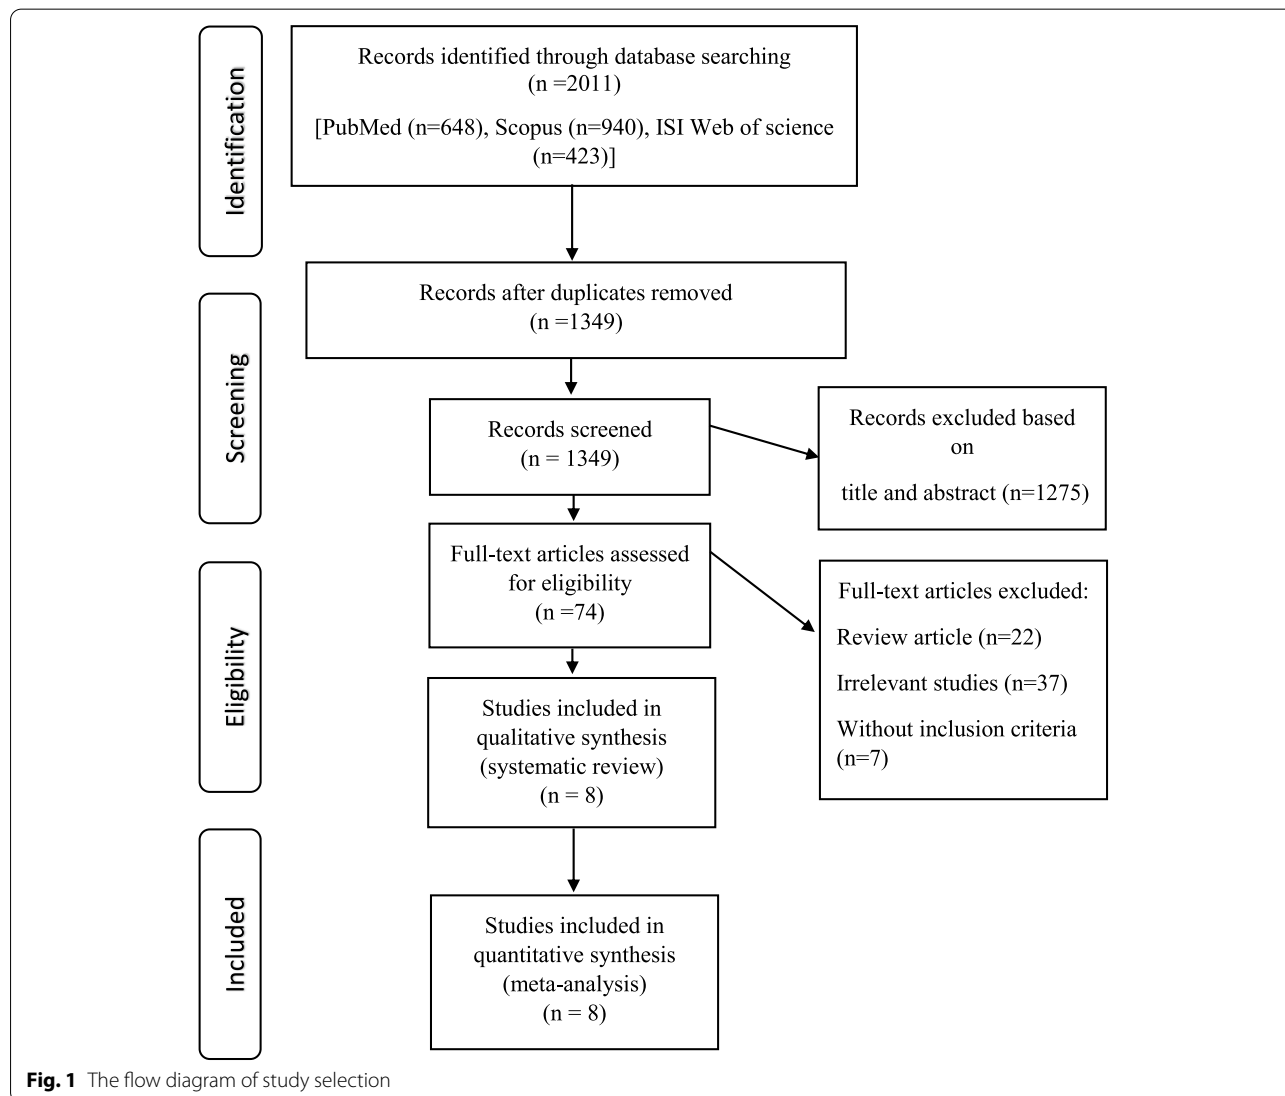 Identification
Records identified through database searching
(n =2011)
[PubMed (n=648), Scopus (n=940), ISI Web of science
(n=423)]
Screening
Records after duplicates removed
(n =1349)
Records screened
(n = 1349)
Records excluded based
on
title and abstract (n=1275)
Eligibility
Full-text articles assessed
for eligibility
(n =74)
Full-text articles excluded:
Review article (n=22)
Irrelevant studies (n=37)
Without inclusion criteria
(n=7)
Studies included in
qualitative synthesis
(systematic review)
(n = 8)
Included
Studies included in
quantitative synthesis
(meta-analysis)
(n = 8)
Fig. 1 The flow diagram of study selection